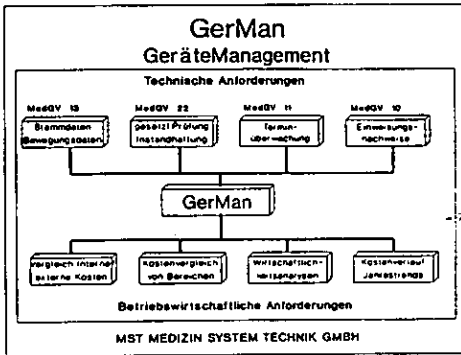 GerMan
GeräteManagement
Technische Anforderungen
MedGV 13 MedGV 22 MedGV 11 MedGV 10
Stammdaten gesetzl Prüfung Termin- Einweisungs-
Bewegungsdaten Instandhaltung überwachung nachweise
GerMan
Vergleich interne Kostenvergleich Wirtschaftlich- Kostenverlauf
externe Kosten von Bereichen keitsanalysen Jahrestrends
Betriebswirtschaftliche Anforderungen
MST MEDIZIN SYSTEM TECHNIK GMBH